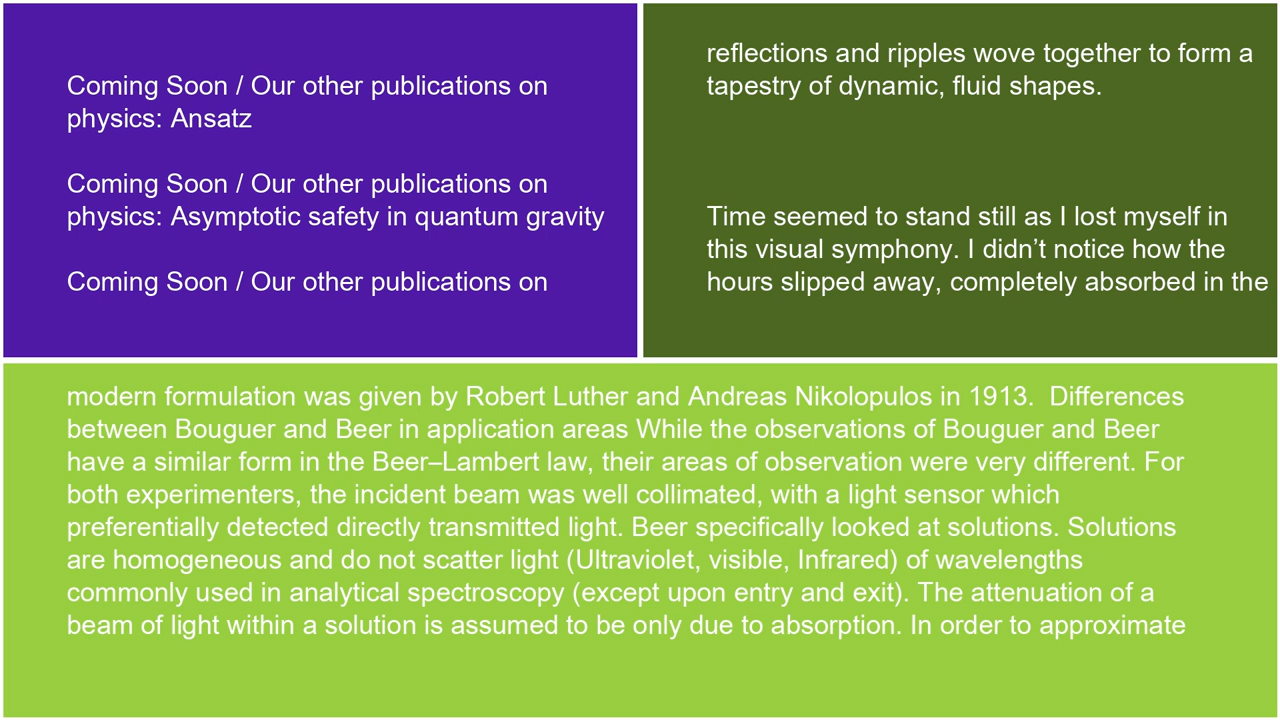 Coming Soon / Our other publications on
physics: Ansatz
Coming Soon / Our other publications on
physics: Asymptotic safety in quantum gravity
Coming Soon / Our other publications on
reflections and ripples wove together to form a
tapestry of dynamic, fluid shapes.
Time seemed to stand still as I lost myself in
this visual symphony. I didn’t notice how the
hours slipped away, completely absorbed in the
modern formulation was given by Robert Luther and Andreas Nikolopulos in 1913.  Differences
between Bouguer and Beer in application areas While the observations of Bouguer and Beer
have a similar form in the Beer–Lambert law, their areas of observation were very different. For
both experimenters, the incident beam was well collimated, with a light sensor which
preferentially detected directly transmitted light. Beer specifically looked at solutions. Solutions
are homogeneous and do not scatter light (Ultraviolet, visible, Infrared) of wavelengths
commonly used in analytical spectroscopy (except upon entry and exit). The attenuation of a
beam of light within a solution is assumed to be only due to absorption. In order to approximate